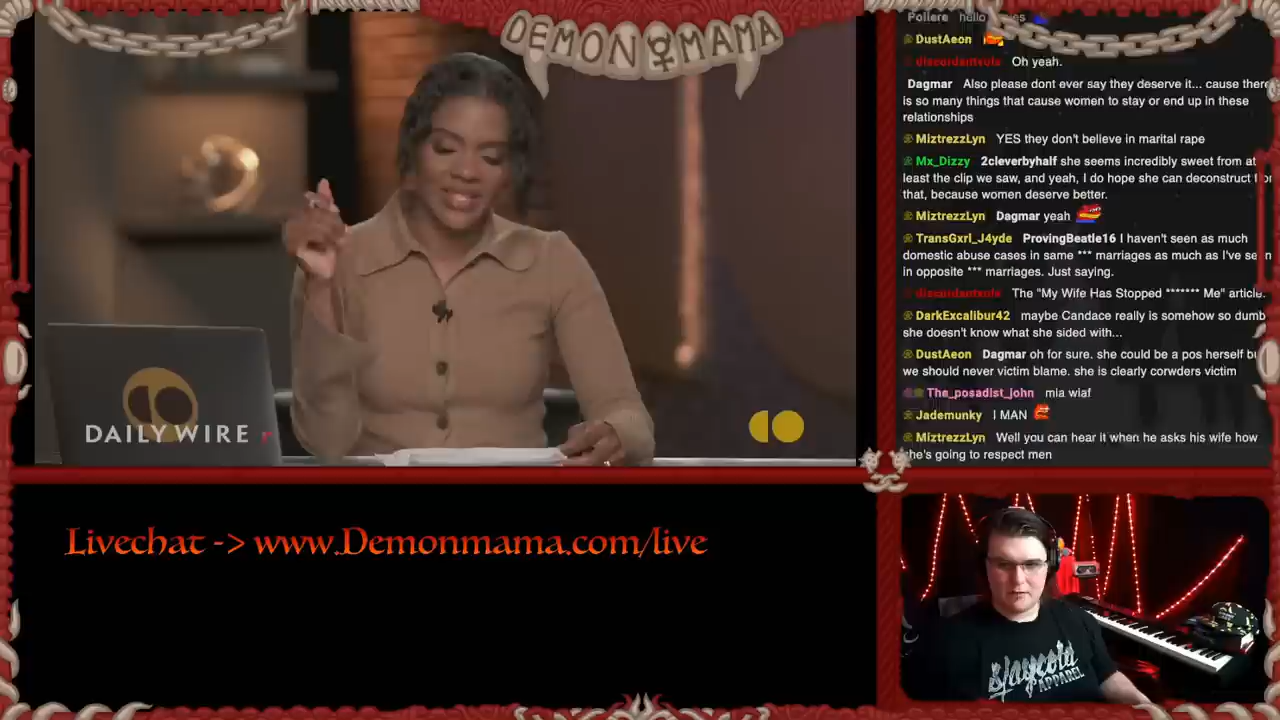 DEMON MAMA
DAILYWIRE
Pollere hello
DustAeon
Oh yeah.
Dagmar Also please dont ever say they deserve it... cause there
is so many things that cause women to stay or end up in these
relationships
MiztrezzLyn YES they don't believe in marital rape
Mx_Dizzy 2cleverbyhalf she seems incredibly sweet from at
least the clip we saw, and yeah, I do hope she can deconstruct
that, because women deserve better.
MiztrezzLyn Dagmar yeah
TransGxrl_J4yde ProvingBeatle16 I haven't seen as much
domestic abuse cases in same *** marriages as much as I've seen
in opposite *** marriages. Just saying.
The "My Wife Has Stopped ******* Me" article.
DarkExcalibur42 maybe Candace really is somehow so dumb
she doesn't know what she sided with...
DustAeon Dagmar oh for sure. she could be a pos herself
we should never victim blame. she is clearly corwders victim
The_posadist_john mia wiaf
Jademunky I MAN
MiztrezzLyn Well you can hear it when he asks his wife how
she's going to respect men
Livechat -> www.Demonmama.com/live
staycold
APPAREL